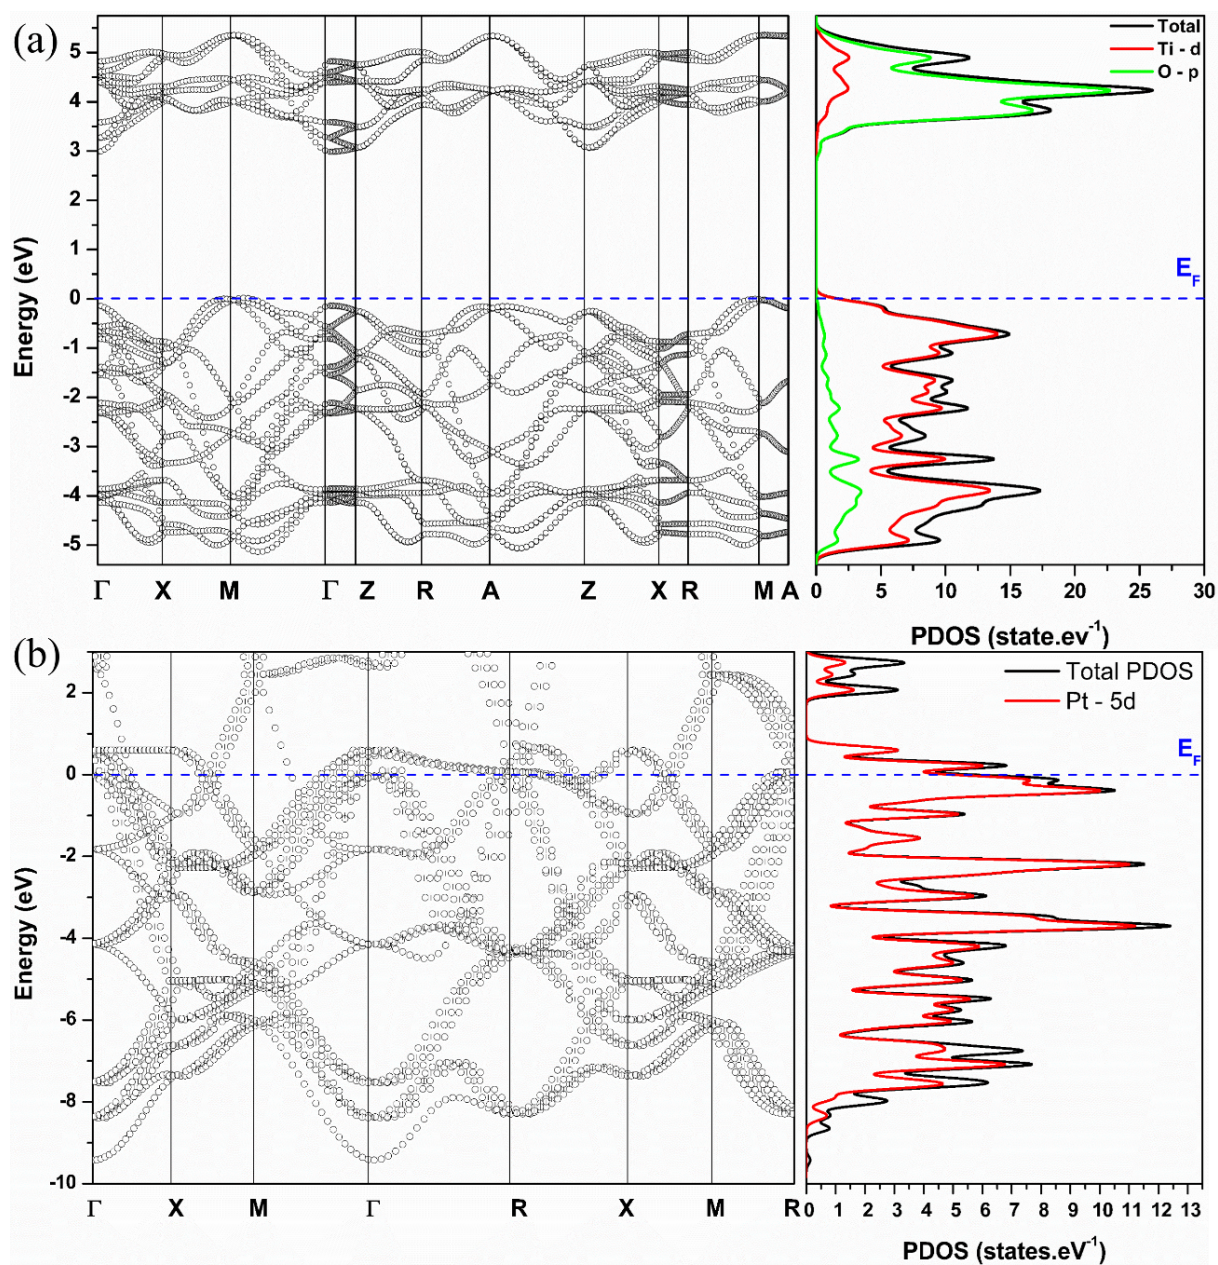 (a)
Energy (eV)
5
4
3
2
1
0
-1
-2
-3
-4
-5
Γ X M Γ Z R A Z X R M A
Total
Ti - d
O - p
E_F
0 5 10 15 20 25 30
PDOS (state.ev⁻¹)
(b)
Energy (eV)
2
0
-2
-4
-6
-8
-10
Γ X M Γ R X M R
Total PDOS
Pt - 5d
E_F
0 1 2 3 4 5 6 7 8 9 10 11 12 13
PDOS (states.eV⁻¹)